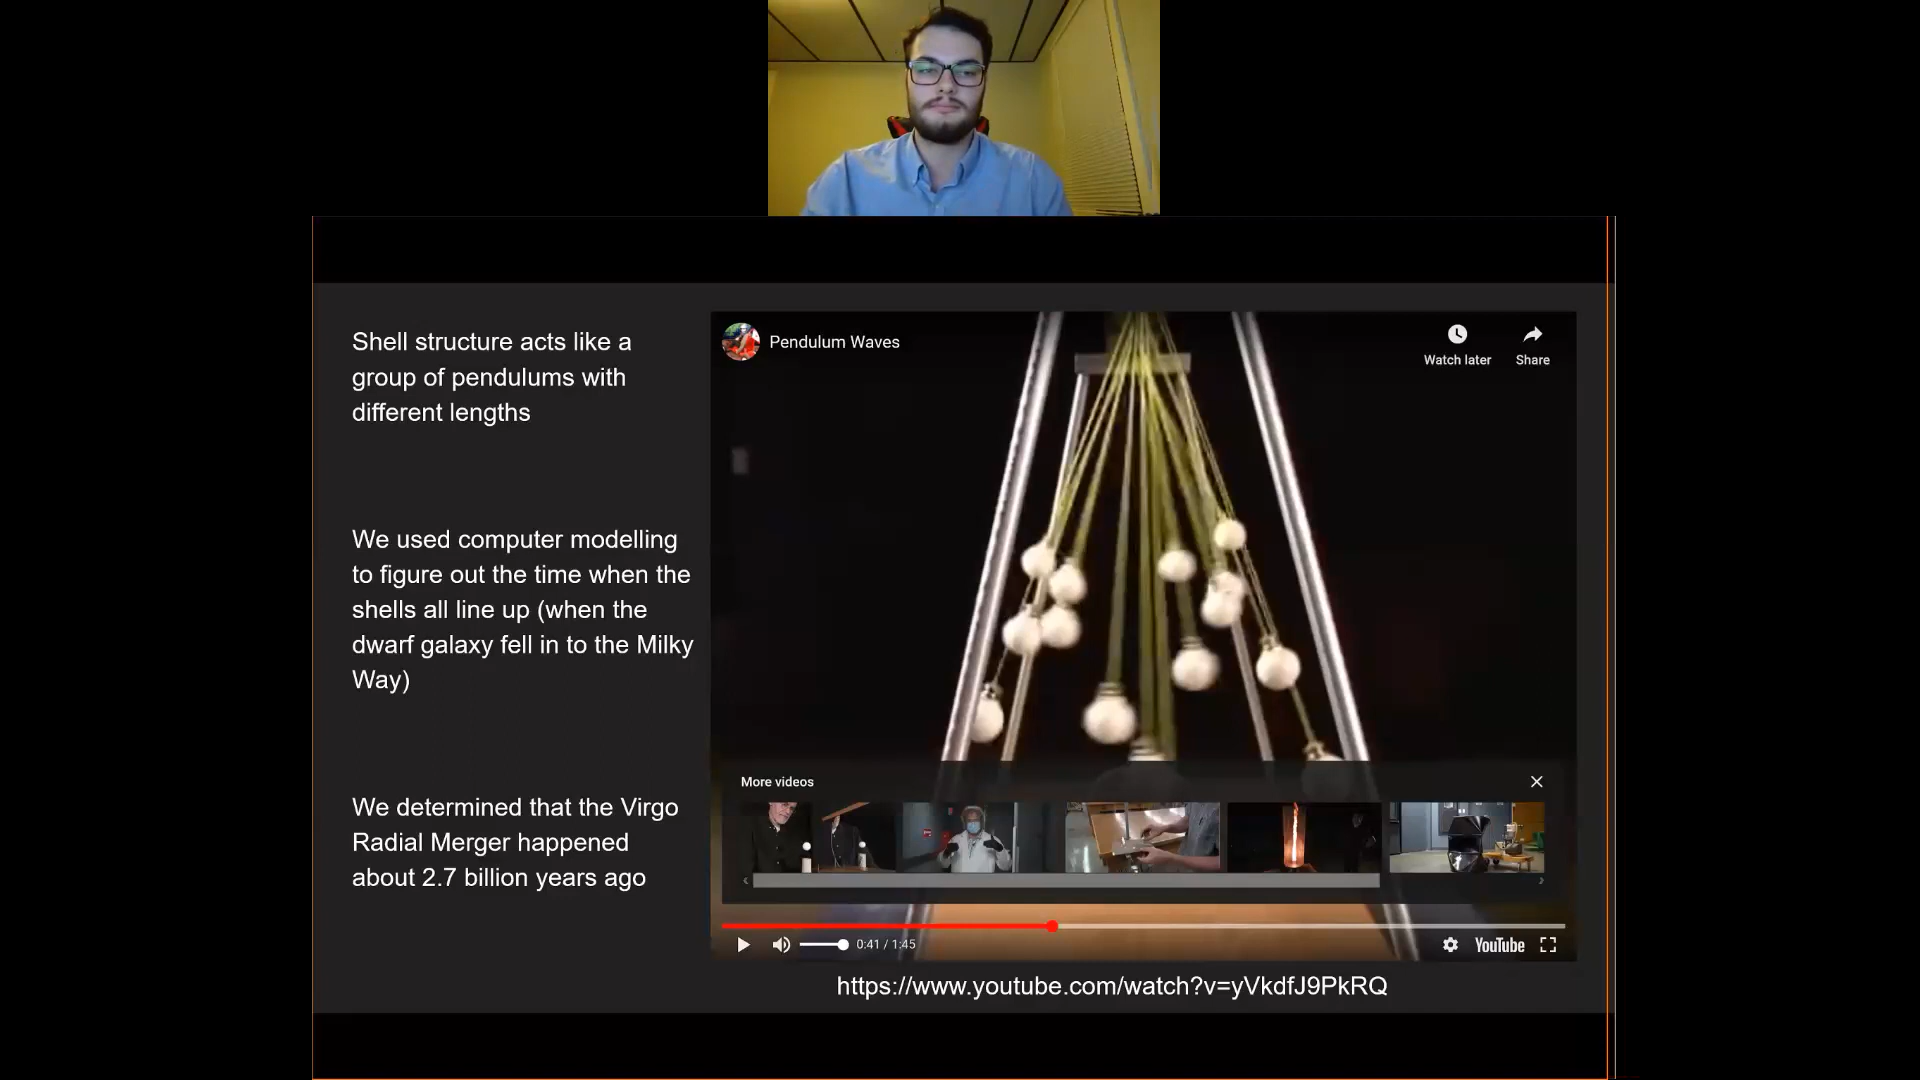 Shell structure acts like a
group of pendulums with
different lengths
We used computer modelling
to figure out the time when the
shells all line up (when the
dwarf galaxy fell in to the Milky
Way)
We determined that the Virgo
Radial Merger happened
about 2.7 billion years ago
Pendulum Waves
Watch later
Share
More videos
0:41 / 1:45
YouTube
https://www.youtube.com/watch?v=yVkdfJ9PkRQ